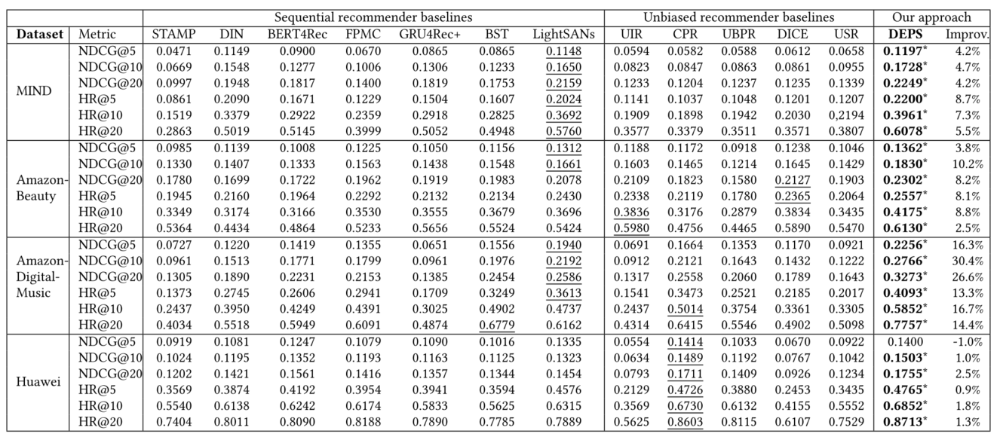 Sequential recommender baselines Unbiased recommender baselines Our approach
Dataset Metric STAMP DIN BERT4Rec FPMC GRU4Rec+ BST LightSANs UIR CPR UBPR DICE USR DEPS Improv.
MIND
NDCG@5 0.0471 0.1149 0.0900 0.0670 0.0865 0.0865 0.1148 0.0594 0.0582 0.0588 0.0612 0.0658 0.1197* 4.2%
NDCG@10 0.0669 0.1548 0.1277 0.1006 0.1306 0.1233 0.1650 0.0823 0.0847 0.0863 0.0861 0.0955 0.1728* 4.7%
NDCG@20 0.0997 0.1948 0.1817 0.1400 0.1819 0.1753 0.2159 0.1233 0.1204 0.1237 0.1235 0.1339 0.2249* 4.2%
HR@5 0.0861 0.2090 0.1671 0.1229 0.1504 0.1607 0.2024 0.1141 0.1037 0.1048 0.1201 0.1207 0.2200* 8.7%
HR@10 0.1519 0.3379 0.2922 0.2359 0.2918 0.2825 0.3692 0.1909 0.1898 0.1942 0.2030 0,2194 0.3961* 7.3%
HR@20 0.2863 0.5019 0.5145 0.3999 0.5052 0.4948 0.5760 0.3577 0.3379 0.3511 0.3571 0.3807 0.6078* 5.5%
Amazon-
Beauty
NDCG@5 0.0985 0.1139 0.1008 0.1225 0.1050 0.1156 0.1312 0.1188 0.1172 0.0918 0.1238 0.1046 0.1362* 3.8%
NDCG@10 0.1330 0.1407 0.1333 0.1563 0.1438 0.1548 0.1661 0.1603 0.1465 0.1214 0.1645 0.1429 0.1830* 10.2%
NDCG@20 0.1780 0.1699 0.1722 0.1962 0.1919 0.1983 0.2078 0.2109 0.1823 0.1580 0.2127 0.1903 0.2302* 8.2%
HR@5 0.1945 0.2160 0.1964 0.2292 0.2132 0.2134 0.2430 0.2338 0.2119 0.1780 0.2365 0.2064 0.2557* 8.1%
HR@10 0.3349 0.3174 0.3166 0.3530 0.3555 0.3679 0.3696 0.3836 0.3176 0.2879 0.3834 0.3435 0.4175* 8.8%
HR@20 0.5364 0.4434 0.4864 0.5233 0.5656 0.5524 0.5424 0.5980 0.4756 0.4465 0.5890 0.5470 0.6130* 2.5%
Amazon-
Digital-
Music
NDCG@5 0.0727 0.1220 0.1419 0.1355 0.0651 0.1556 0.1940 0.0691 0.1664 0.1353 0.1170 0.0921 0.2256* 16.3%
NDCG@10 0.0961 0.1513 0.1771 0.1799 0.0961 0.1976 0.2192 0.0912 0.2121 0.1643 0.1432 0.1222 0.2766* 30.4%
NDCG@20 0.1305 0.1890 0.2231 0.2153 0.1385 0.2454 0.2586 0.1317 0.2558 0.2060 0.1789 0.1643 0.3273* 26.6%
HR@5 0.1373 0.2745 0.2606 0.2941 0.1709 0.3249 0.3613 0.1541 0.3473 0.2521 0.2185 0.2017 0.4093* 13.3%
HR@10 0.2437 0.3950 0.4249 0.4391 0.3025 0.4902 0.4737 0.2437 0.5014 0.3754 0.3361 0.3305 0.5852* 16.7%
HR@20 0.4034 0.5518 0.5949 0.6091 0.4874 0.6779 0.6162 0.4314 0.6415 0.5546 0.4902 0.5098 0.7757* 14.4%
Huawei
NDCG@5 0.0919 0.1081 0.1247 0.1079 0.1090 0.1016 0.1335 0.0554 0.1414 0.1033 0.0670 0.0922 0.1400 -1.0%
NDCG@10 0.1024 0.1195 0.1352 0.1193 0.1163 0.1125 0.1323 0.0634 0.1489 0.1192 0.0767 0.1042 0.1503* 1.0%
NDCG@20 0.1202 0.1421 0.1561 0.1416 0.1357 0.1344 0.1454 0.0793 0.1711 0.1409 0.0926 0.1234 0.1755* 2.5%
HR@5 0.3569 0.3874 0.4192 0.3954 0.3941 0.3594 0.4576 0.2129 0.4726 0.3880 0.2453 0.3435 0.4765* 0.9%
HR@10 0.5540 0.6138 0.6242 0.6174 0.5833 0.5625 0.6315 0.3569 0.6730 0.6132 0.4155 0.5552 0.6852* 1.8%
HR@20 0.7404 0.8011 0.8090 0.8188 0.7890 0.7785 0.7889 0.5625 0.8603 0.8115 0.6107 0.7529 0.8713* 1.3%